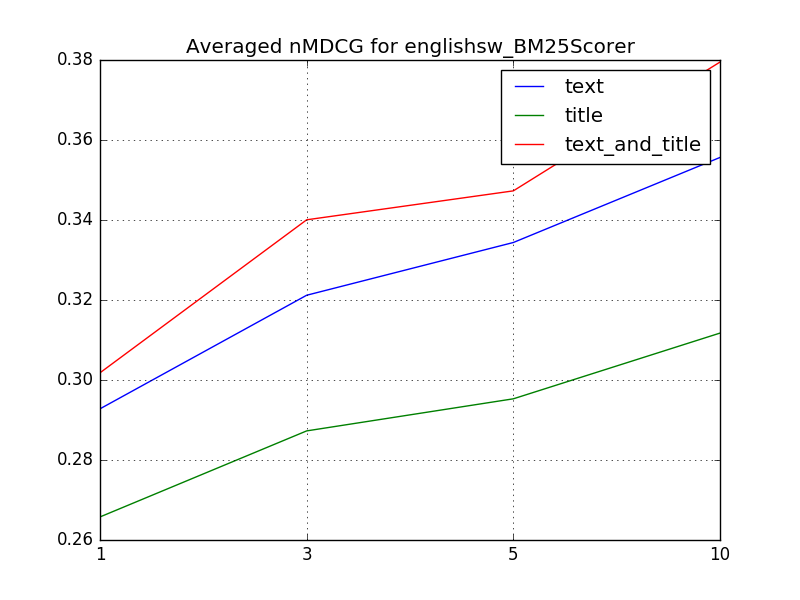 Averaged nMDCG for englishsw_BM25Scorer
0.38
0.36
0.34
0.32
0.30
0.28
0.26
1 3 5 10
text
title
text_and_title